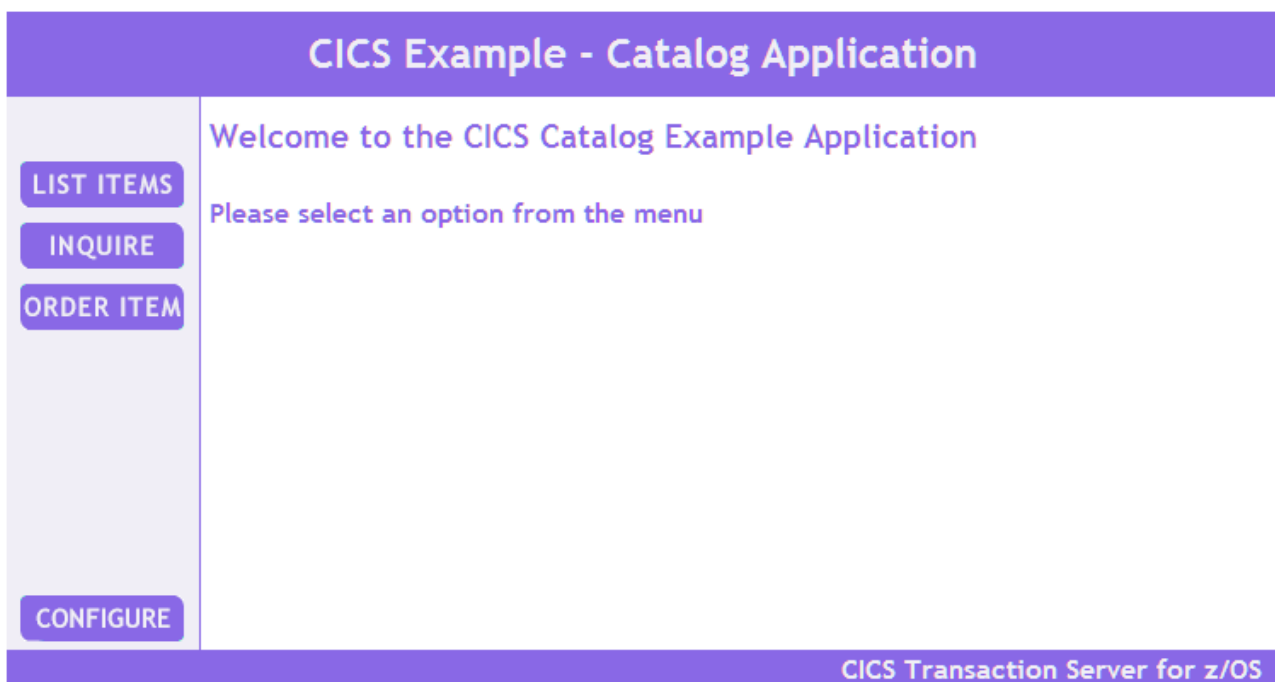 CICS Example - Catalog Application
Welcome to the CICS Catalog Example Application
LIST ITEMS
Please select an option from the menu
INQUIRE
ORDER ITEM
CONFIGURE
CICS Transaction Server for z/OS